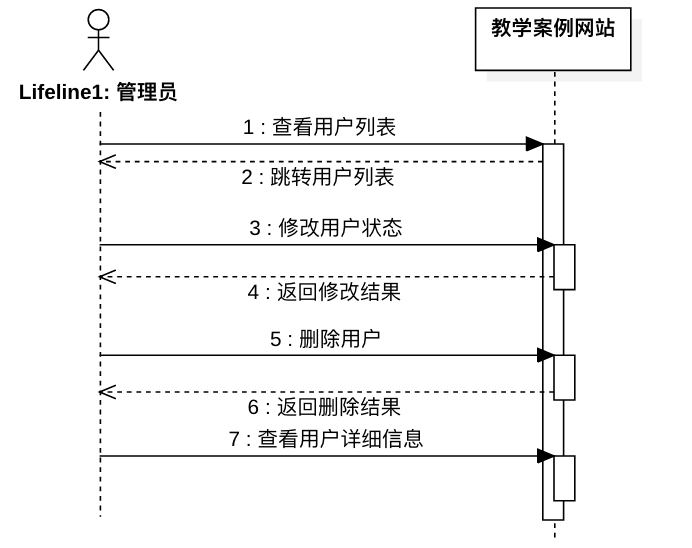 教学案例网站
Lifeline1: 管理员
1 : 查看用户列表
2 : 跳转用户列表
3 : 修改用户状态
4 : 返回修改结果
5 : 删除用户
6 : 返回删除结果
7 : 查看用户详细信息